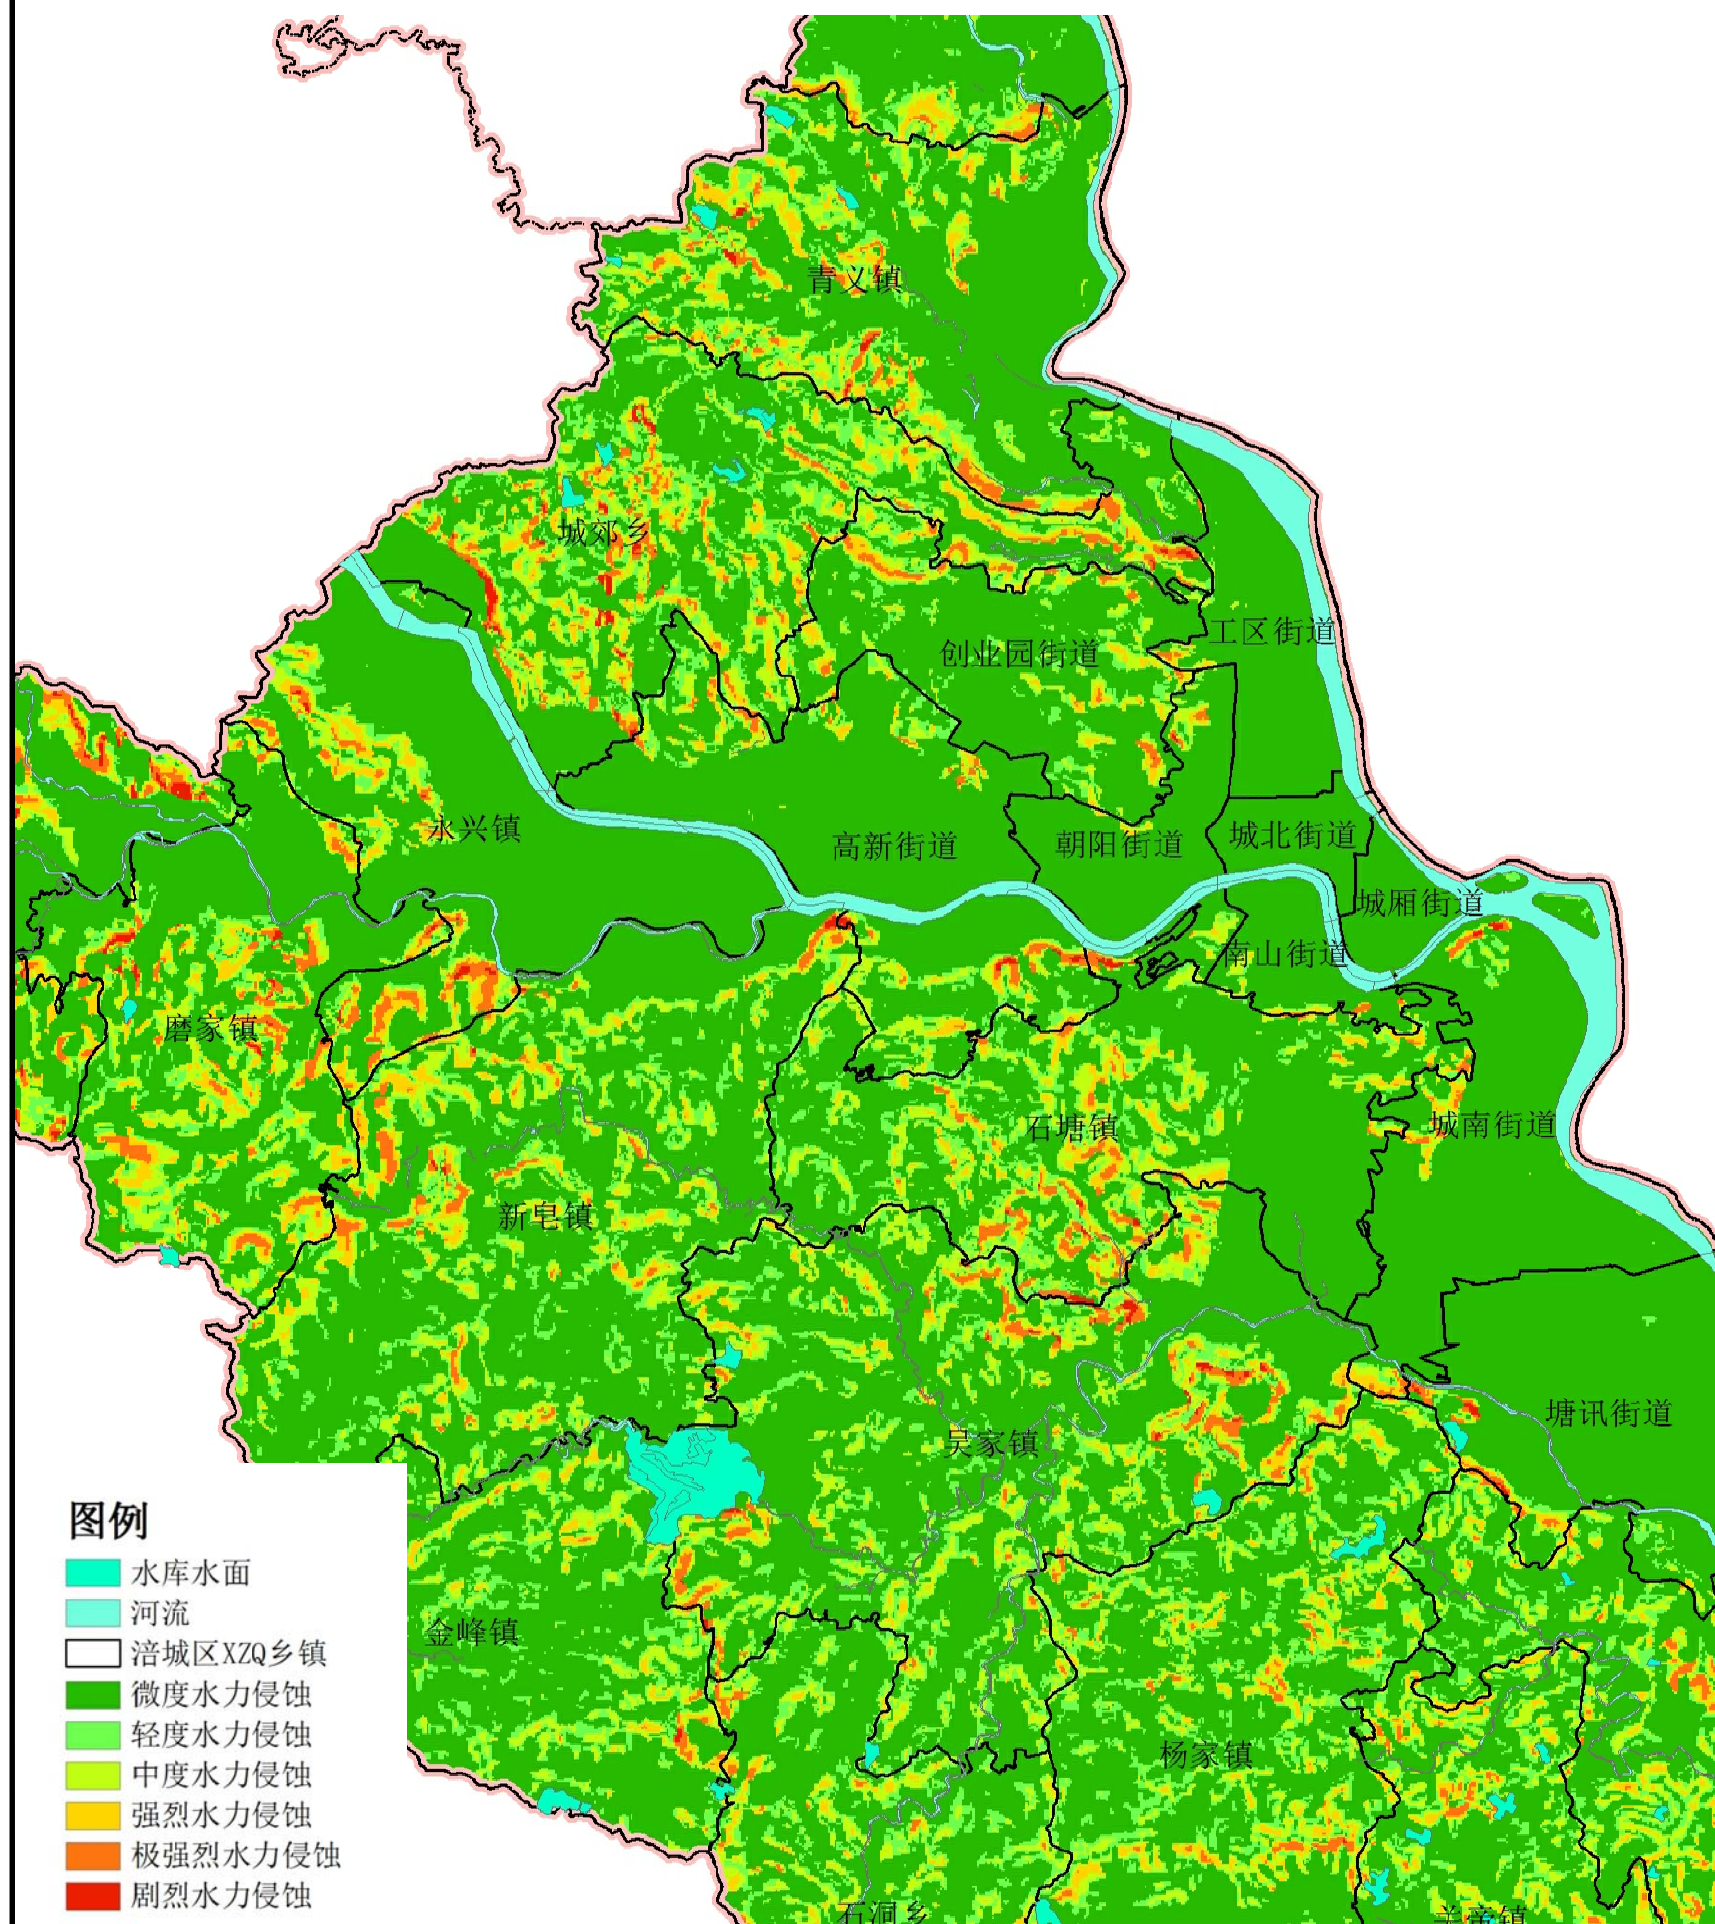 青义镇
城郊乡
工区街道
创业园街道
永兴镇
高新街道
朝阳街道
城北街道
城厢街道
南山街道
磨家镇
石塘镇
城南街道
新皂镇
塘讯街道
吴家镇
金峰镇
杨家镇
石洞乡
图例
水库水面
河流
涪城区XZQ乡镇
微度水力侵蚀
轻度水力侵蚀
中度水力侵蚀
强烈水力侵蚀
极强烈水力侵蚀
剧烈水力侵蚀